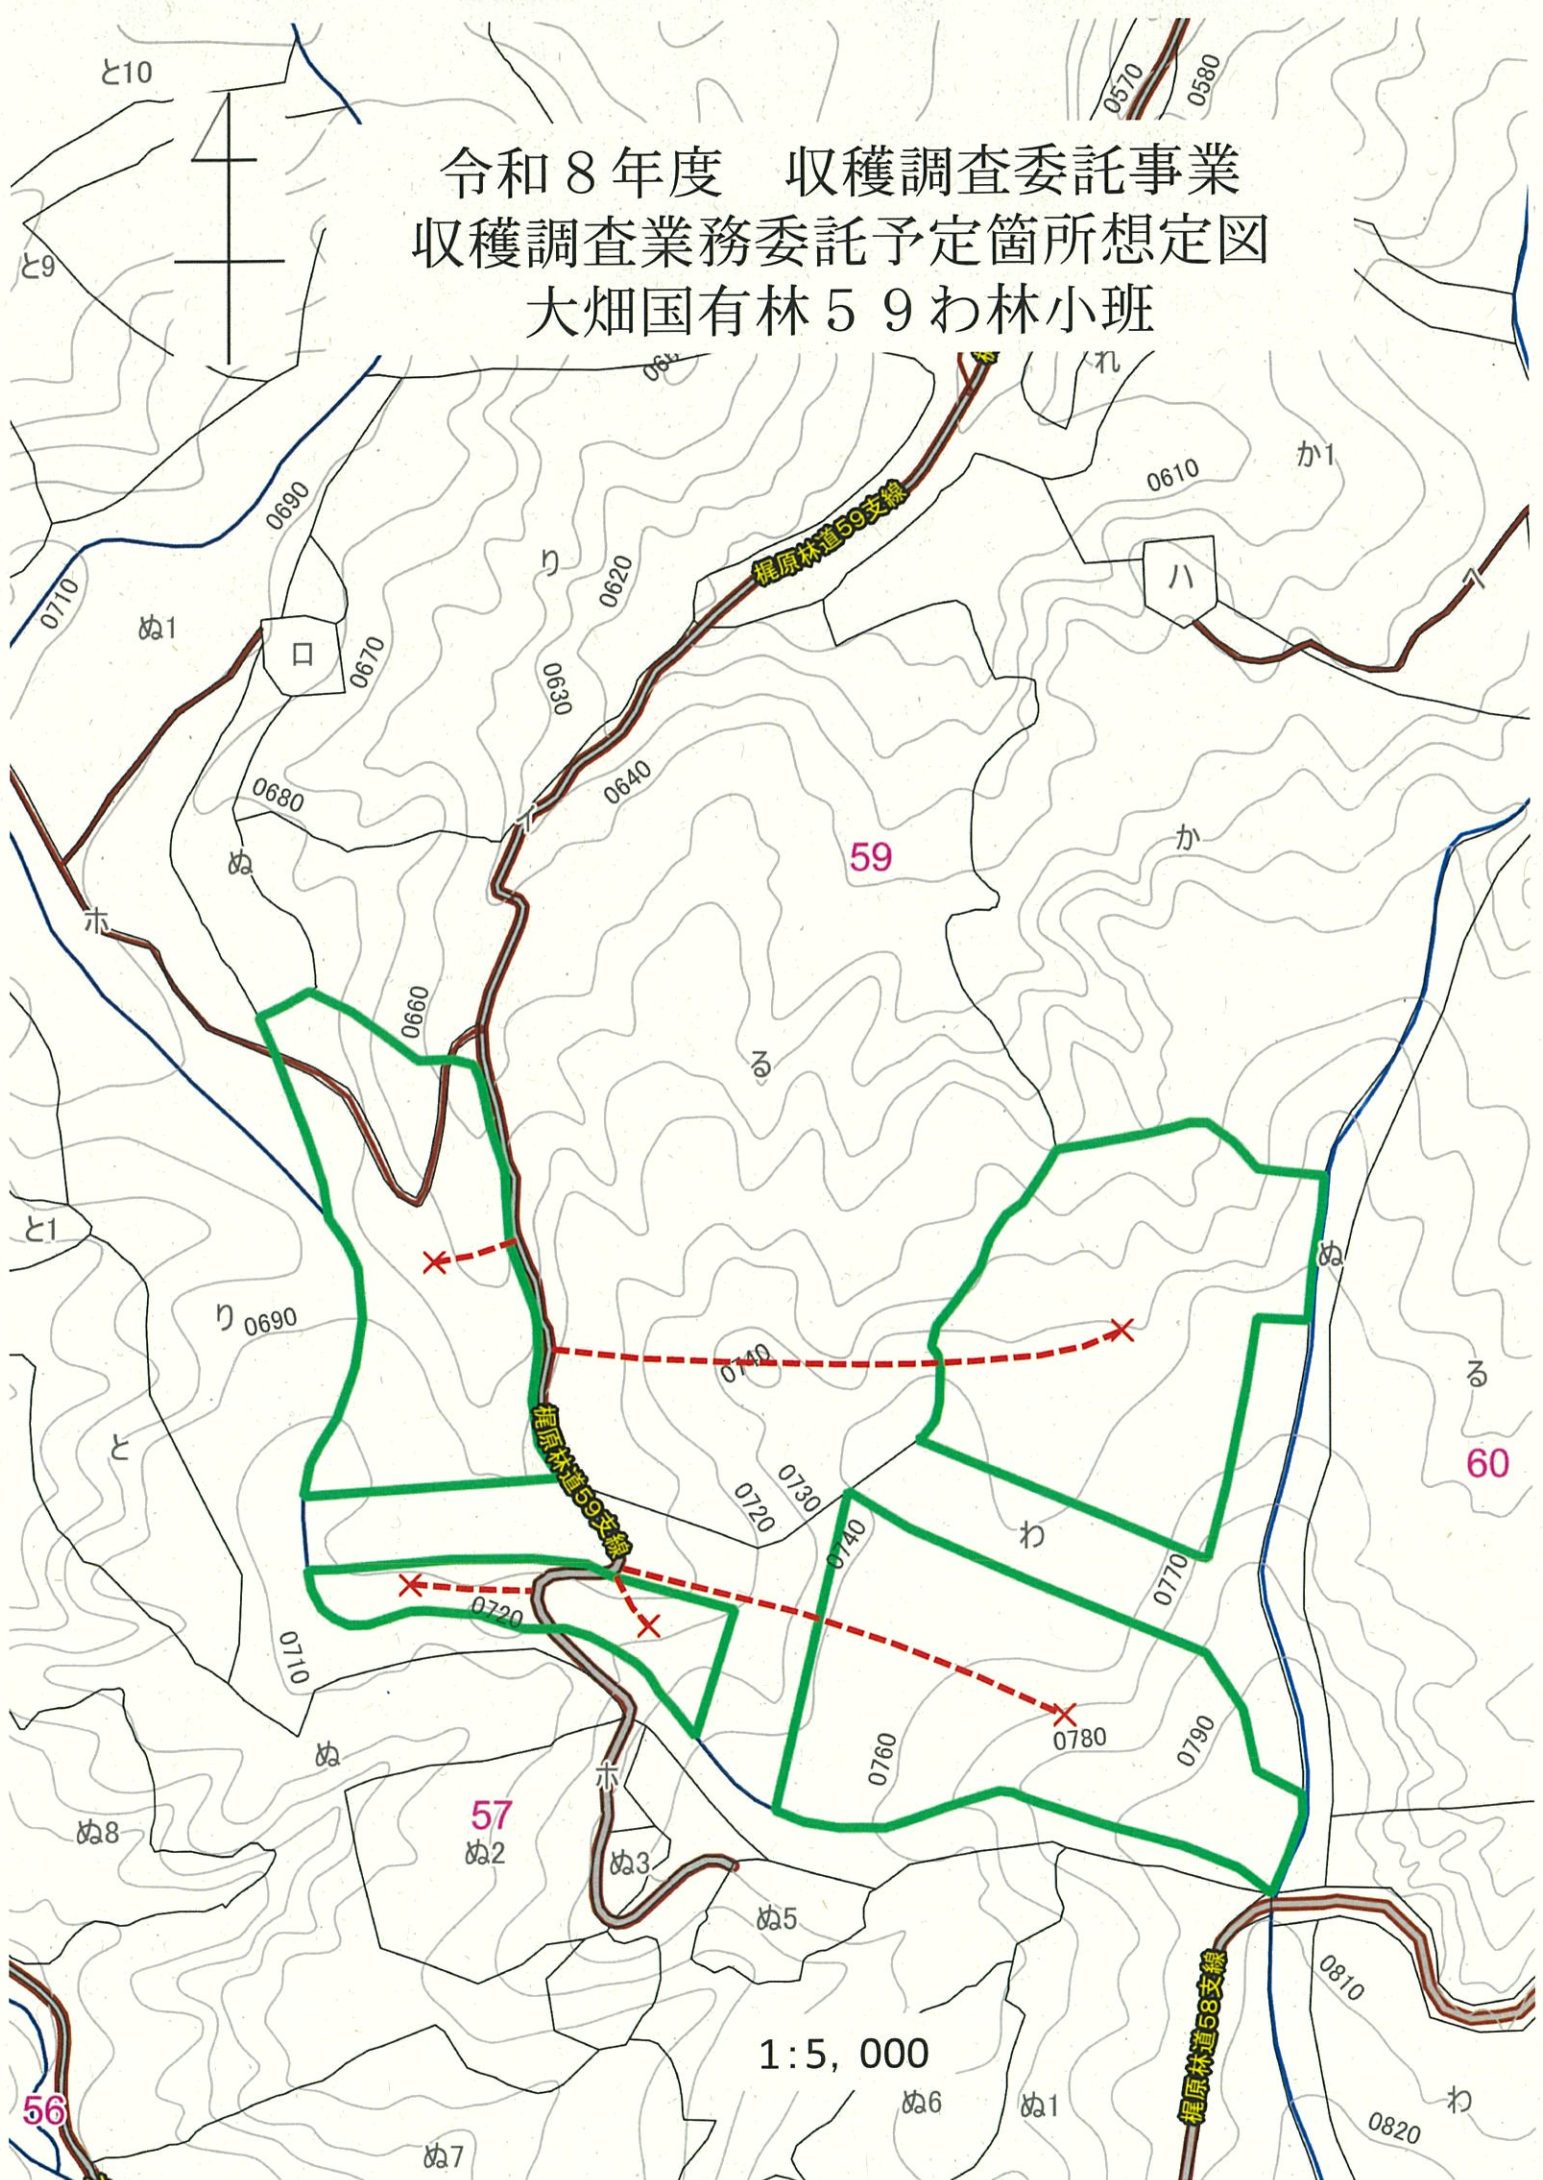 と10
0570
0580
令和８年度　収穫調査委託事業
収穫調査業務委託予定箇所想定図
大畑国有林５９わ林小班
と9
れ
か1
0610
0690
梶原林道59支線
り
0620
ハ
ヘ
0710
ぬ1
ロ
0670
0630
0640
0680
イ
か
59
ぬ
ホ
0660
る
と1
ぬ
り
0690
0740
る
と
梶原林道59支線
0730
0720
60
0740
わ
0770
0720
0710
0780
0790
0760
ぬ
ホ
57
ぬ8
ぬ2
ぬ3
ぬ5
梶原林道58支線
0810
1:5,000
56
ぬ6
ぬ1
わ
0820
ぬ7